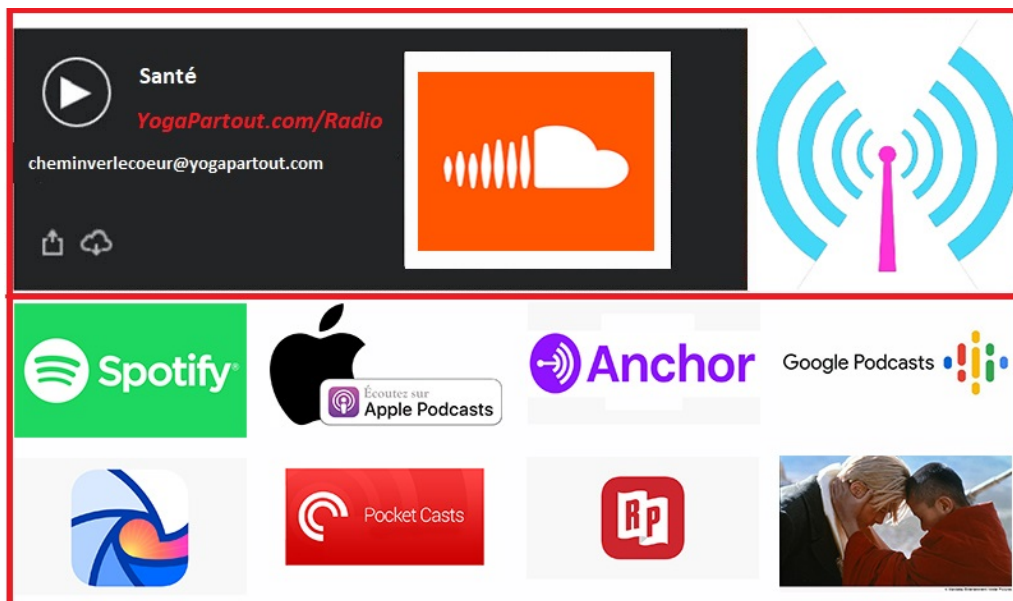 Santé
YogaPartout.com/Radio
cheminverlecoeur@yogapartout.com
Spotify®
Écoutez sur
Apple Podcasts
Anchor
Google Podcasts
Pocket Casts
RP